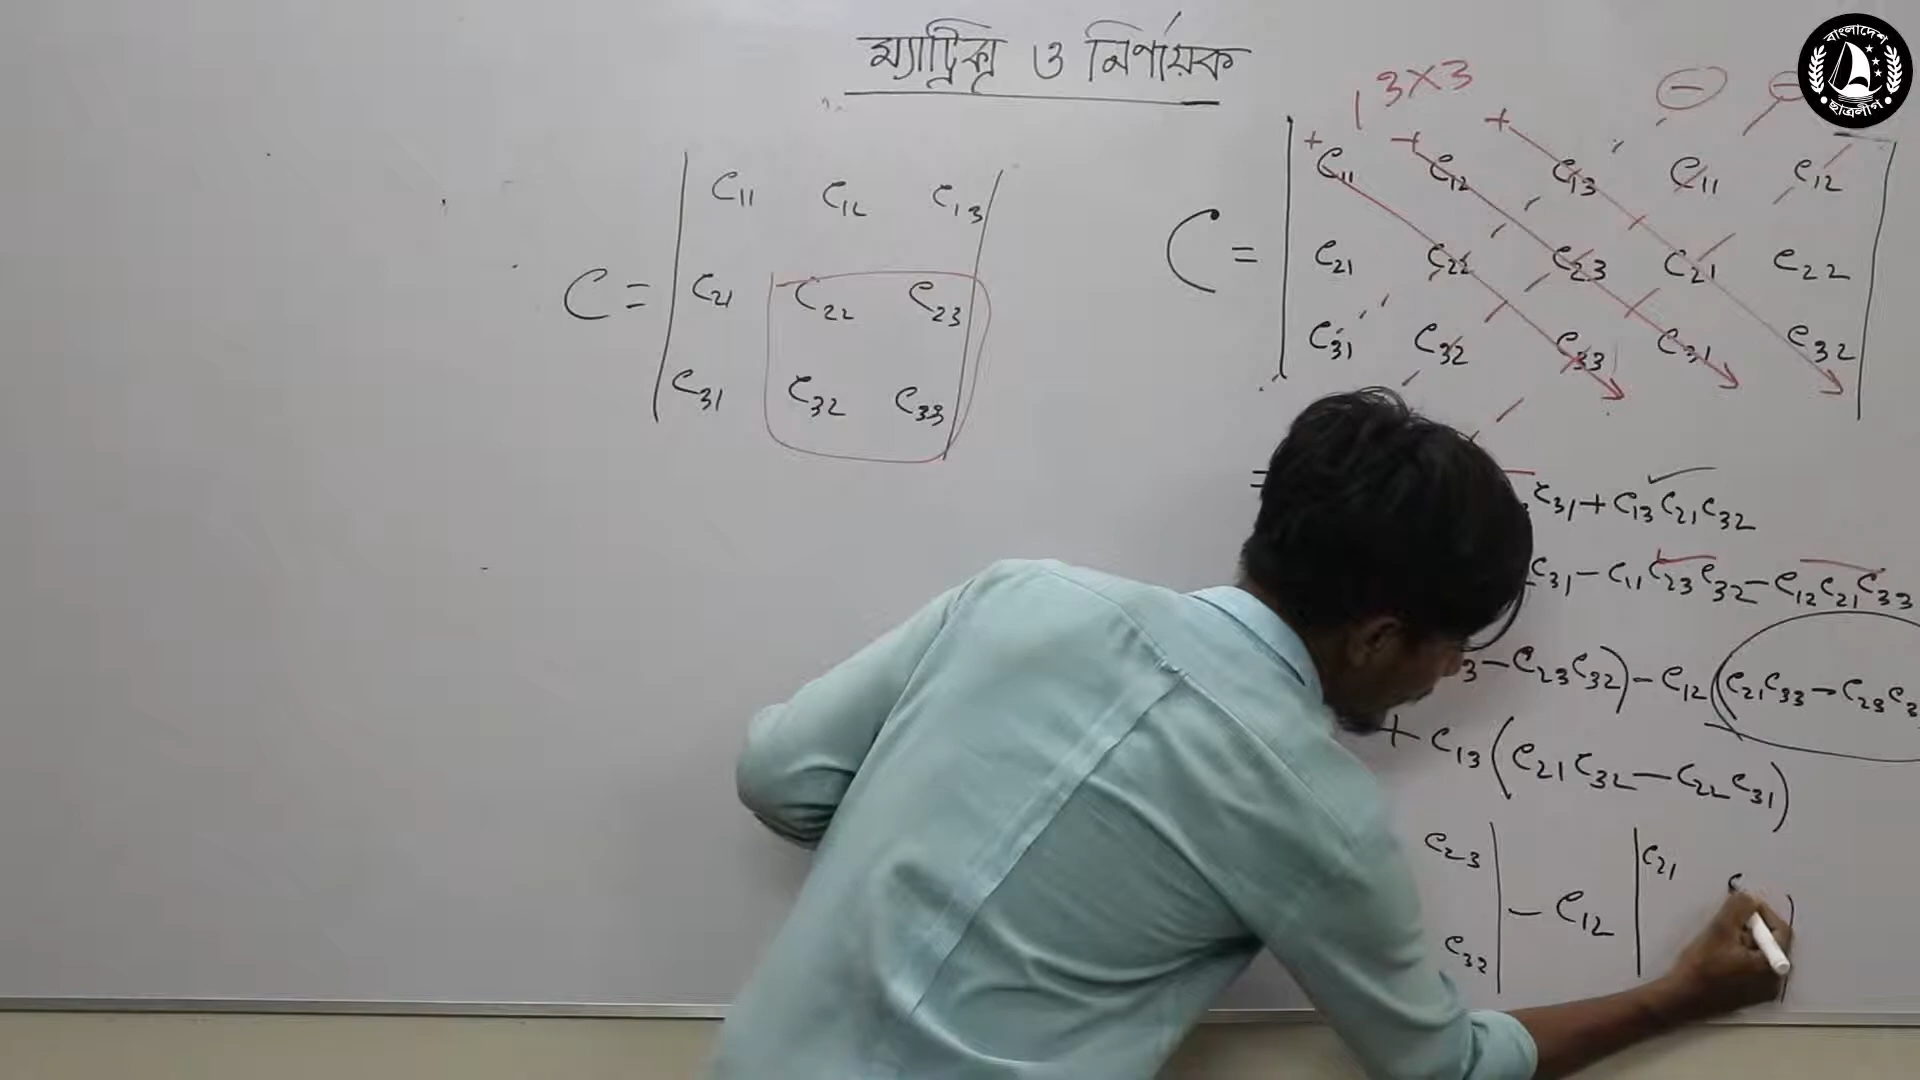 ম্যাট্রিক্স ও নির্ণায়ক
বাংলাদেশ
ছাত্রলীগ
3×3
C₁₁ C₁₂ C₁₃
C = C₂₁ C₂₂ C₂₃
C₃₁ C₃₂ C₃₃
+ + + − −
C₁₁ C₁₂ C₁₃ C₁₁ C₁₂
C = C₂₁ C₂₂ C₂₃ C₂₁ C₂₂
C₃₁ C₃₂ C₃₃ C₃₁ C₃₂
= C₃₁ + C₁₃ C₂₁ C₃₂
C₃₁ − C₁₁ C₂₃ C₃₂ − C₁₂ C₂₁ C₃₃
− C₂₃ C₃₂) − C₁₂ (C₂₁ C₃₃ − C₂₃
+ C₁₃ (C₂₁ C₃₂ − C₂₂ C₃₁)
C₂₃ | − C₁₂ | C₂₁
C₃₂